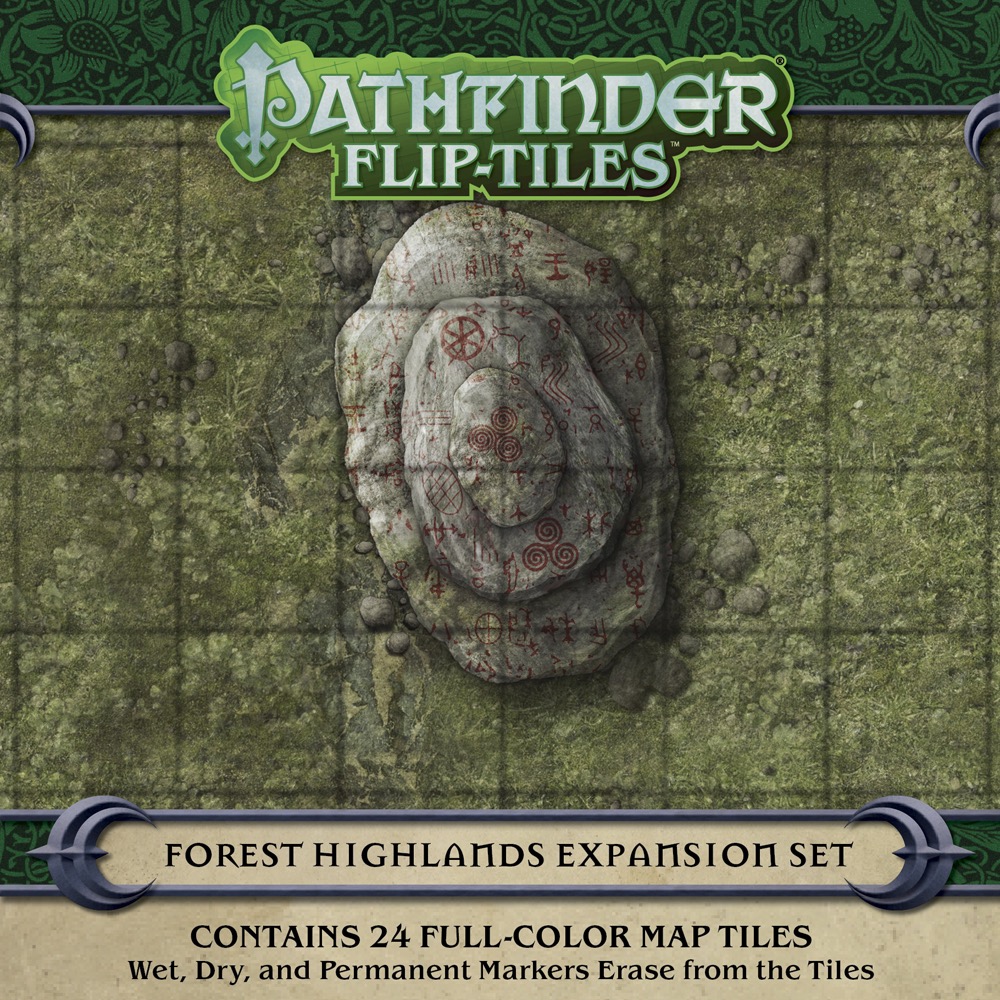 PATHFINDER®
FLIP-TILES™
FOREST HIGHLANDS EXPANSION SET
CONTAINS 24 FULL-COLOR MAP TILES
Wet, Dry, and Permanent Markers Erase from the Tiles